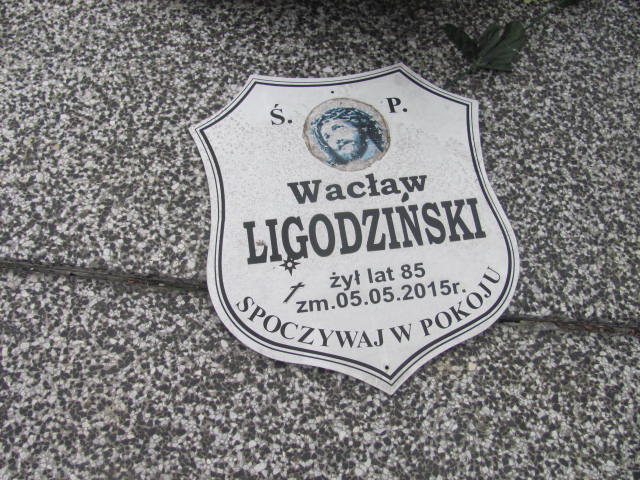 Ś. P.
Wacław
LIGODZIŃSKI
żył lat 85
zm.05.05.2015r.
SPOCZYWAJ W POKOJU